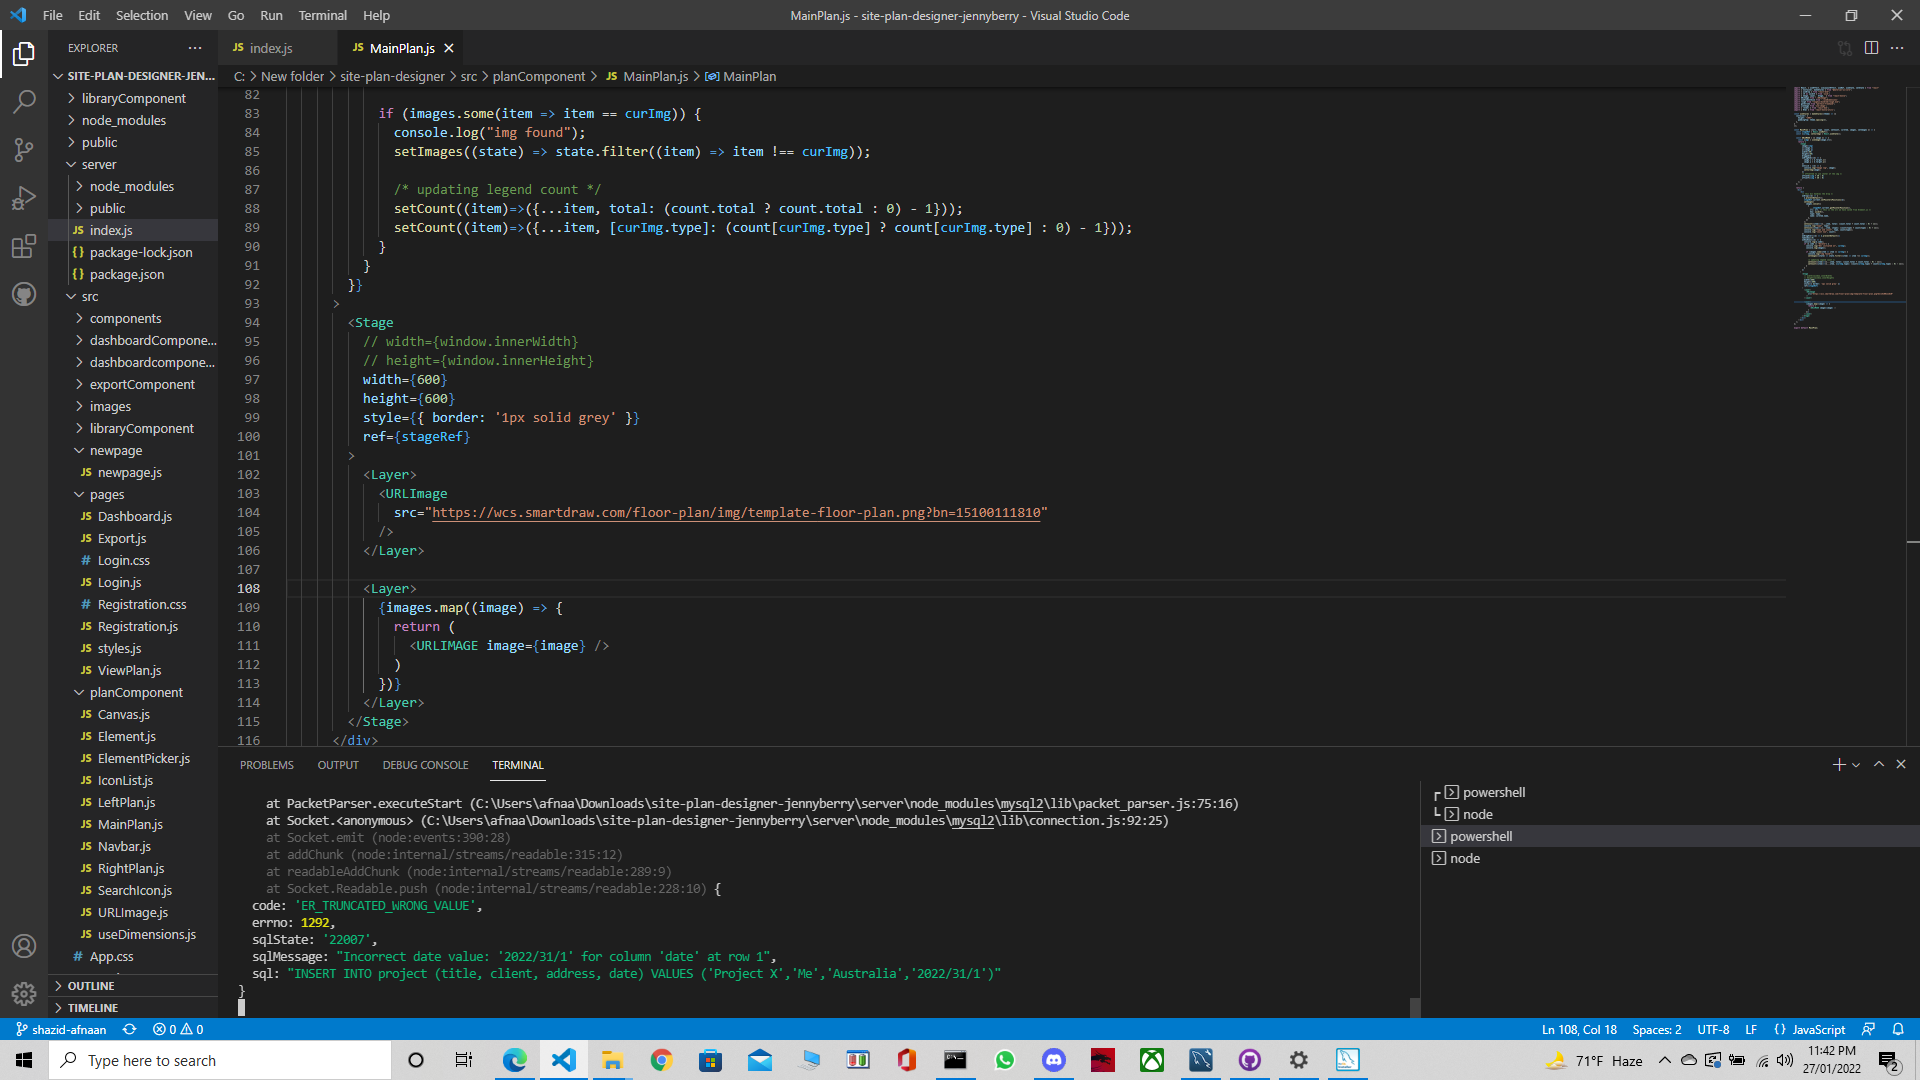 File Edit Selection View Go Run Terminal Help
MainPlan.js - site-plan-designer-jennyberry - Visual Studio Code
EXPLORER
SITE-PLAN-DESIGNER-JEN...
libraryComponent
node_modules
public
server
node_modules
public
JS index.js
{} package-lock.json
{} package.json
src
components
dashboardCompone...
dashboardcompone...
exportComponent
images
libraryComponent
newpage
JS newpage.js
pages
JS Dashboard.js
JS Export.js
# Login.css
JS Login.js
# Registration.css
JS Registration.js
JS styles.js
JS ViewPlan.js
planComponent
JS Canvas.js
JS Element.js
JS ElementPicker.js
JS IconList.js
JS LeftPlan.js
JS MainPlan.js
JS Navbar.js
JS RightPlan.js
JS SearchIcon.js
JS URLImage.js
JS useDimensions.js
# App.css
OUTLINE
TIMELINE
JS index.js
JS MainPlan.js
C: > New folder > site-plan-designer > src > planComponent > JS MainPlan.js > MainPlan
82
83 if (images.some(item => item == curImg)) {
84 console.log("img found");
85 setImages((state) => state.filter((item) => item !== curImg));
86
87 /* updating legend count */
88 setCount((item)=>({...item, total: (count.total ? count.total : 0) - 1}));
89 setCount((item)=>({...item, [curImg.type]: (count[curImg.type] ? count[curImg.type] : 0) - 1}));
90 }
91 }
92 }}
93 >
94 <Stage
95 // width={window.innerWidth}
96 // height={window.innerHeight}
97 width={600}
98 height={600}
99 style={{ border: '1px solid grey' }}
100 ref={stageRef}
101 >
102 <Layer>
103 <URLImage
104 src="https://wcs.smartdraw.com/floor-plan/img/template-floor-plan.png?bn=15100111810"
105 />
106 </Layer>
107
108 <Layer>
109 {images.map((image) => {
110 return (
111 <URLIMAGE image={image} />
112 )
113 })}
114 </Layer>
115 </Stage>
116 </div>
PROBLEMS OUTPUT DEBUG CONSOLE TERMINAL
at PacketParser.executeStart (C:\Users\afnaa\Downloads\site-plan-designer-jennyberry\server\node_modules\mysql2\lib\packet_parser.js:75:16)
at Socket.<anonymous> (C:\Users\afnaa\Downloads\site-plan-designer-jennyberry\server\node_modules\mysql2\lib\connection.js:92:25)
at Socket.emit (node:events:390:28)
at addChunk (node:internal/streams/readable:315:12)
at readableAddChunk (node:internal/streams/readable:289:9)
at Socket.Readable.push (node:internal/streams/readable:228:10) {
code: 'ER_TRUNCATED_WRONG_VALUE',
errno: 1292,
sqlState: '22007',
sqlMessage: "Incorrect date value: '2022/31/1' for column 'date' at row 1",
sql: "INSERT INTO project (title, client, address, date) VALUES ('Project X','Me','Australia','2022/31/1')"
}
powershell
node
powershell
node
shazid-afnaan 0 0
Ln 108, Col 18 Spaces: 2 UTF-8 LF {} JavaScript
Type here to search
71°F Haze
11:42 PM
27/01/2022
2